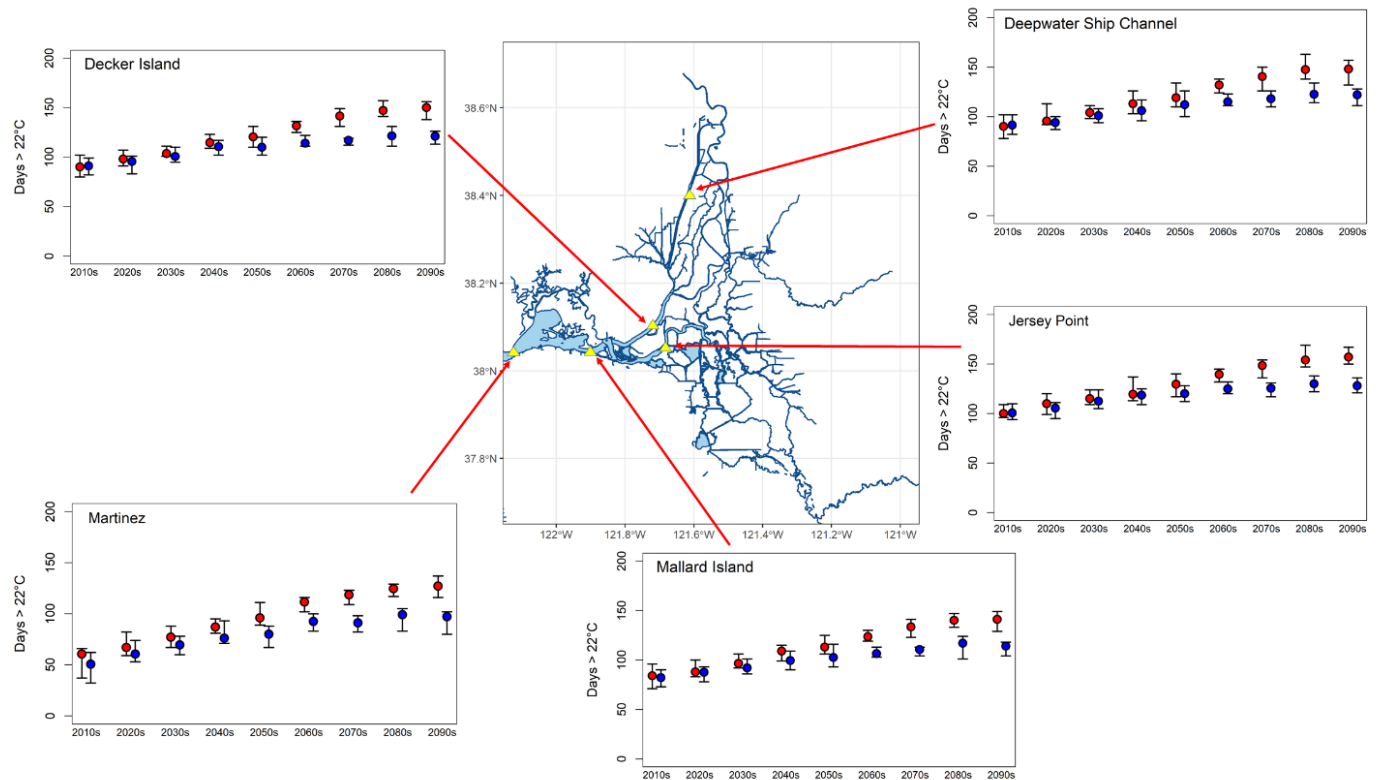 Decker Island
Days > 22°C
200
150
100
50
0
2010s 2020s 2030s 2040s 2050s 2060s 2070s 2080s 2090s
38.6°N
38.4°N
38.2°N
38°N
37.8°N
122°W 121.8°W 121.6°W 121.4°W 121.2°W 121°W
Deepwater Ship Channel
Days > 22°C
200
150
100
50
0
2010s 2020s 2030s 2040s 2050s 2060s 2070s 2080s 2090s
Jersey Point
Days > 22°C
200
150
100
50
0
2010s 2020s 2030s 2040s 2050s 2060s 2070s 2080s 2090s
Martinez
Days > 22°C
200
150
100
50
0
2010s 2020s 2030s 2040s 2050s 2060s 2070s 2080s 2090s
Mallard Island
Days > 22°C
200
150
100
50
0
2010s 2020s 2030s 2040s 2050s 2060s 2070s 2080s 2090s